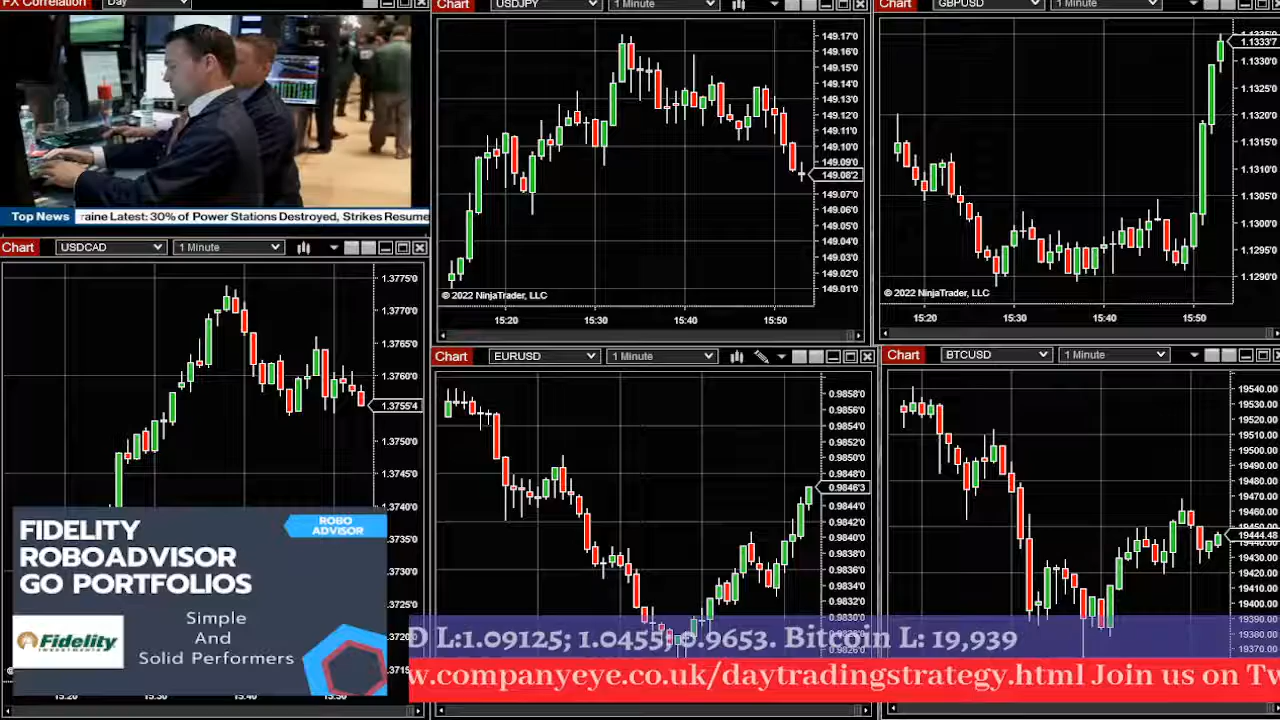 FX Correlation
Day
Top News
raine Latest: 30% of Power Stations Destroyed, Strikes Resume
Chart
USDJPY
1 Minute
149.17'0
149.16'0
149.15'0
149.13'0
149.11'0
149.10'0
149.09'0
149.08'2
149.07'0
149.06'0
149.05'0
149.04'0
149.03'0
149.02'0
149.01'0
© 2022 NinjaTrader, LLC
15:20
15:30
15:40
15:50
Chart
GBPUSD
1 Minute
1.1333'7
1.1330'0
1.1325'0
1.1320'0
1.1315'0
1.1310'0
1.1305'0
1.1300'0
1.1295'0
1.1290'0
© 2022 NinjaTrader, LLC
15:20
15:30
15:40
15:50
Chart
USDCAD
1 Minute
1.3775'0
1.3770'0
1.3765'0
1.3760'0
1.3755'4
1.3750'0
1.3745'0
1.3740'0
1.3735'0
1.3730'0
1.3725'0
FIDELITY
ROBOADVISOR
GO PORTFOLIOS
ROBO
ADVISOR
Fidelity
INVESTMENTS
Simple
And
Solid Performers
Chart
EURUSD
1 Minute
0.9858'0
0.9856'0
0.9854'0
0.9852'0
0.9850'0
0.9848'0
0.9846'3
0.9844'0
0.9842'0
0.9840'0
0.9838'0
0.9836'0
0.9834'0
0.9832'0
0.9830'0
Chart
BTCUSD
1 Minute
19540.00
19530.00
19520.00
19510.00
19500.00
19490.00
19480.00
19470.00
19460.00
19444.48
19430.00
19420.00
19410.00
19400.00
19390.00
19380.00
19370.00
D L:1.09125; 1.0455; 0.9653. Bitcoin L: 19,939
w.companyeye.co.uk/daytradingstrategy.html Join us on Tw